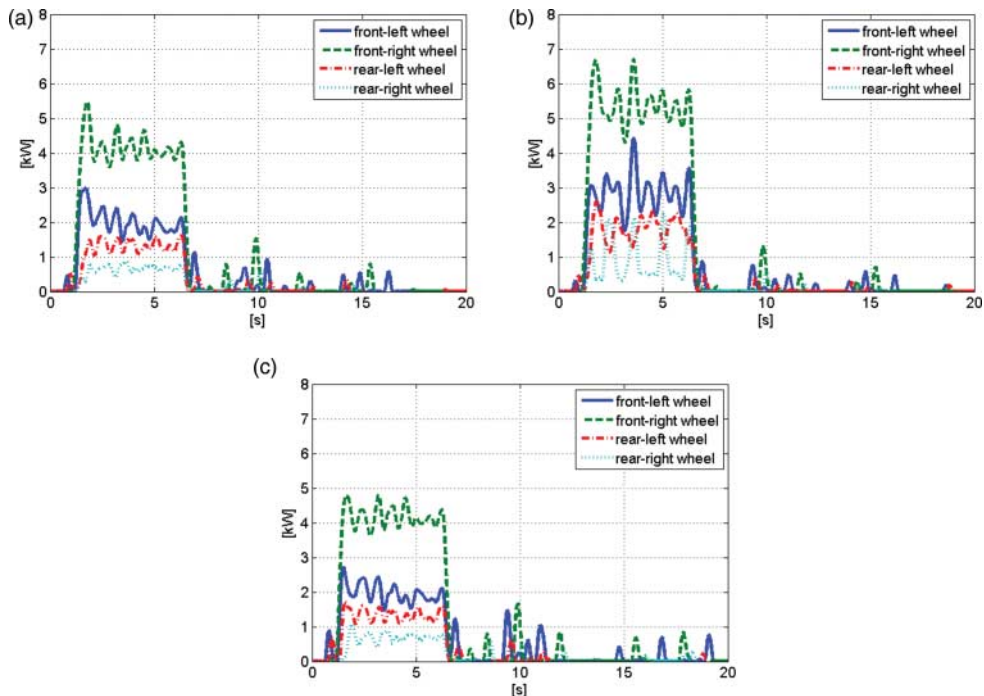 (a)
8
7
6
5
4
3
2
1
0
[kW]
front-left wheel
front-right wheel
rear-left wheel
rear-right wheel
0 5 10 15 20
[s]
(b)
8
7
6
5
4
3
2
1
0
[kW]
front-left wheel
front-right wheel
rear-left wheel
rear-right wheel
0 5 10 15 20
[s]
(c)
8
7
6
5
4
3
2
1
0
[kW]
front-left wheel
front-right wheel
rear-left wheel
rear-right wheel
0 5 10 15 20
[s]